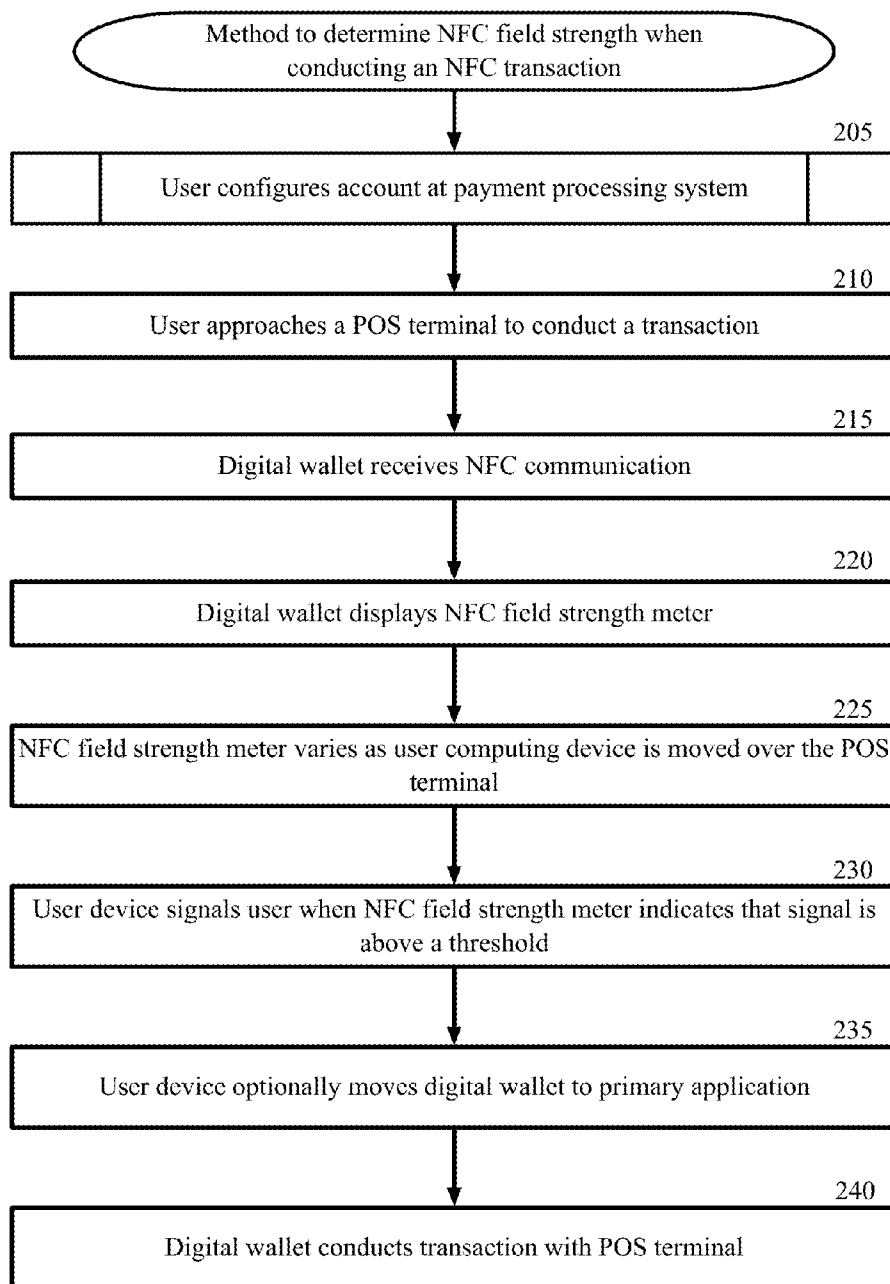 Method to determine NFC field strength when
conducting an NFC transaction
205
User configures account at payment processing system
210
User approaches a POS terminal to conduct a transaction
215
Digital wallet receives NFC communication
220
Digital wallet displays NFC field strength meter
225
NFC field strength meter varies as user computing device is moved over the POS
terminal
230
User device signals user when NFC field strength meter indicates that signal is
above a threshold
235
User device optionally moves digital wallet to primary application
240
Digital wallet conducts transaction with POS terminal